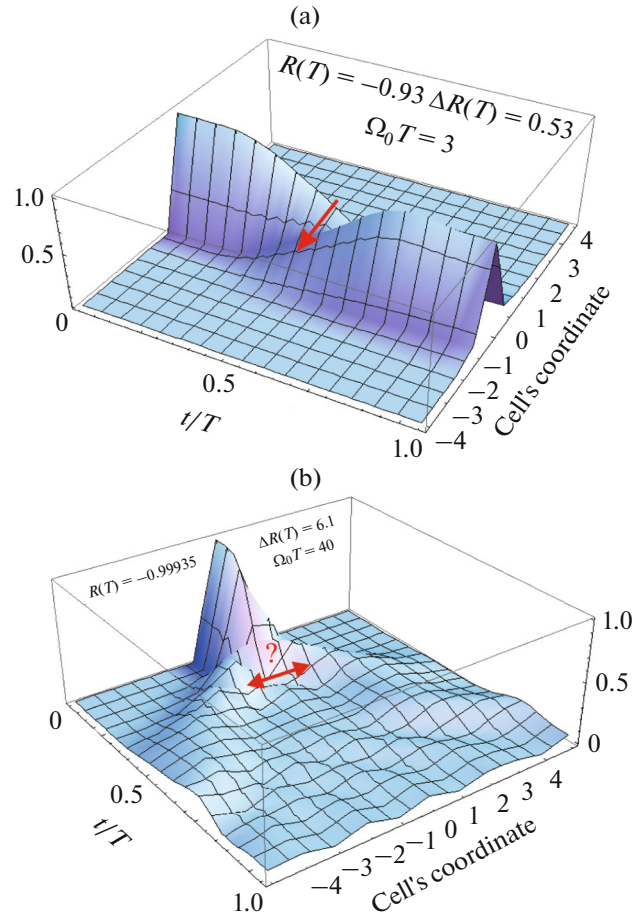 (a)
R(T) = −0.93 ΔR(T) = 0.53
Ω₀T = 3
1.0
0.5
0
0.5
1.0
t/T
4
3
2
1
0
−1
−2
−3
−4
Cell's coordinate
(b)
R(T) = −0.99935
ΔR(T) = 6.1
Ω₀T = 40
?
1.0
0.5
0
0
0.5
1.0
t/T
−4
−3
−2
−1
0
1
2
3
4
Cell's coordinate